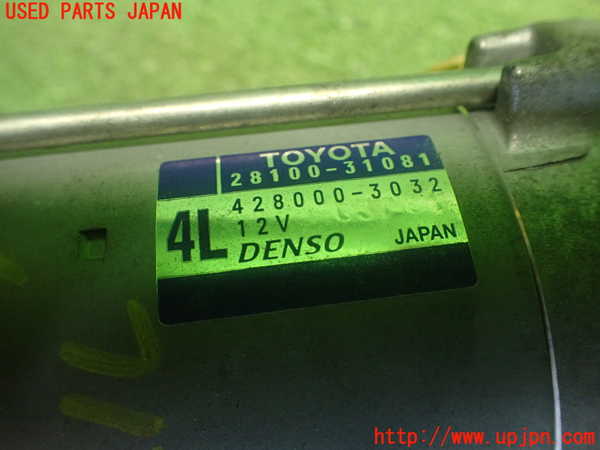 USED PARTS JAPAN
TOYOTA
28100-31081
428000-3032
4L
12V
DENSO
JAPAN
http://www.upjpn.com/